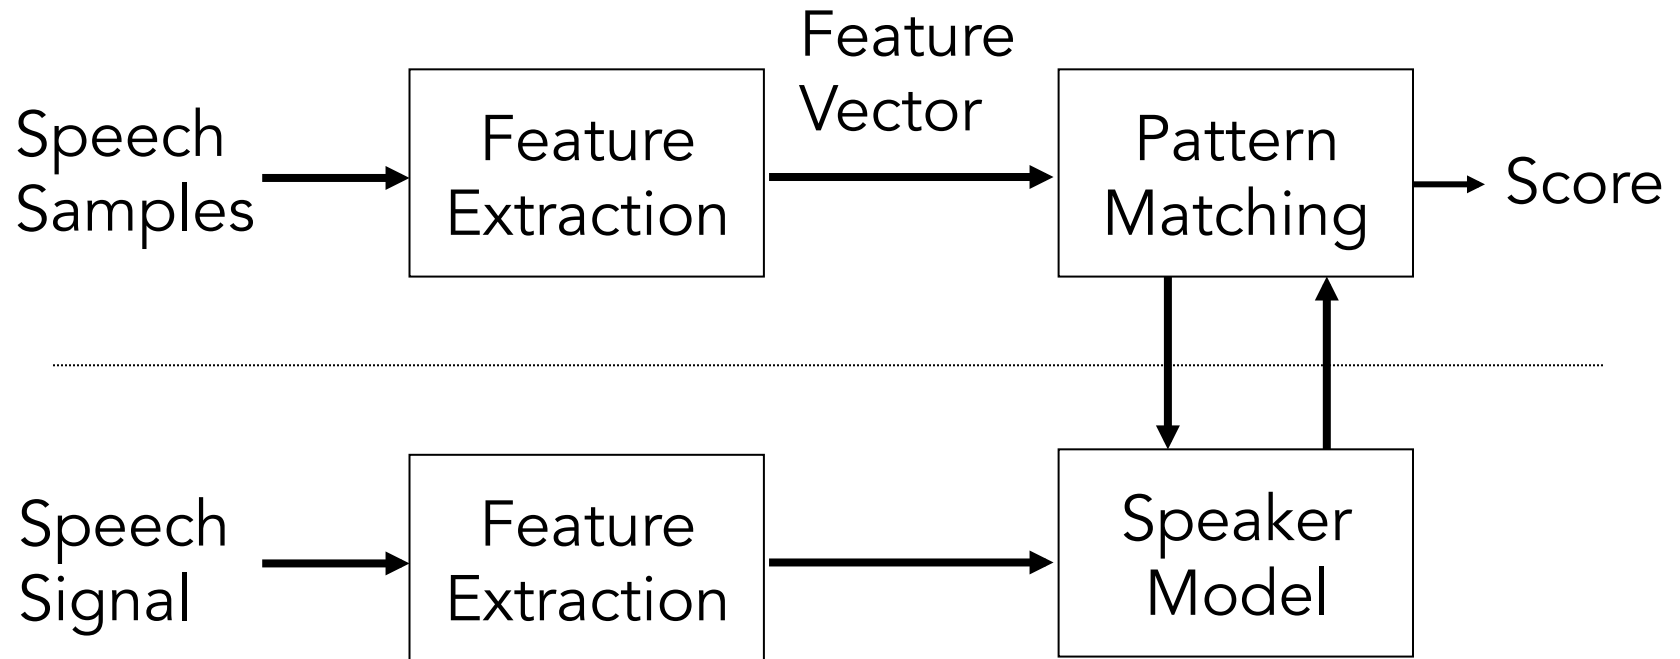 Speech
Samples
Feature
Extraction
Feature
Vector
Pattern
Matching
Score
Speech
Signal
Feature
Extraction
Speaker
Model